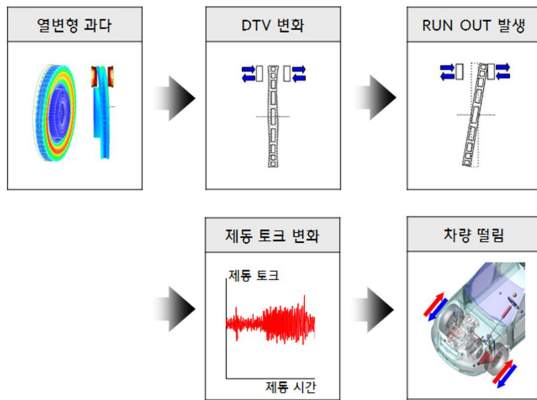 열변형 과다
DTV 변화
RUN OUT 발생
제동 토크 변화
제동 토크
제동 시간
차량 떨림